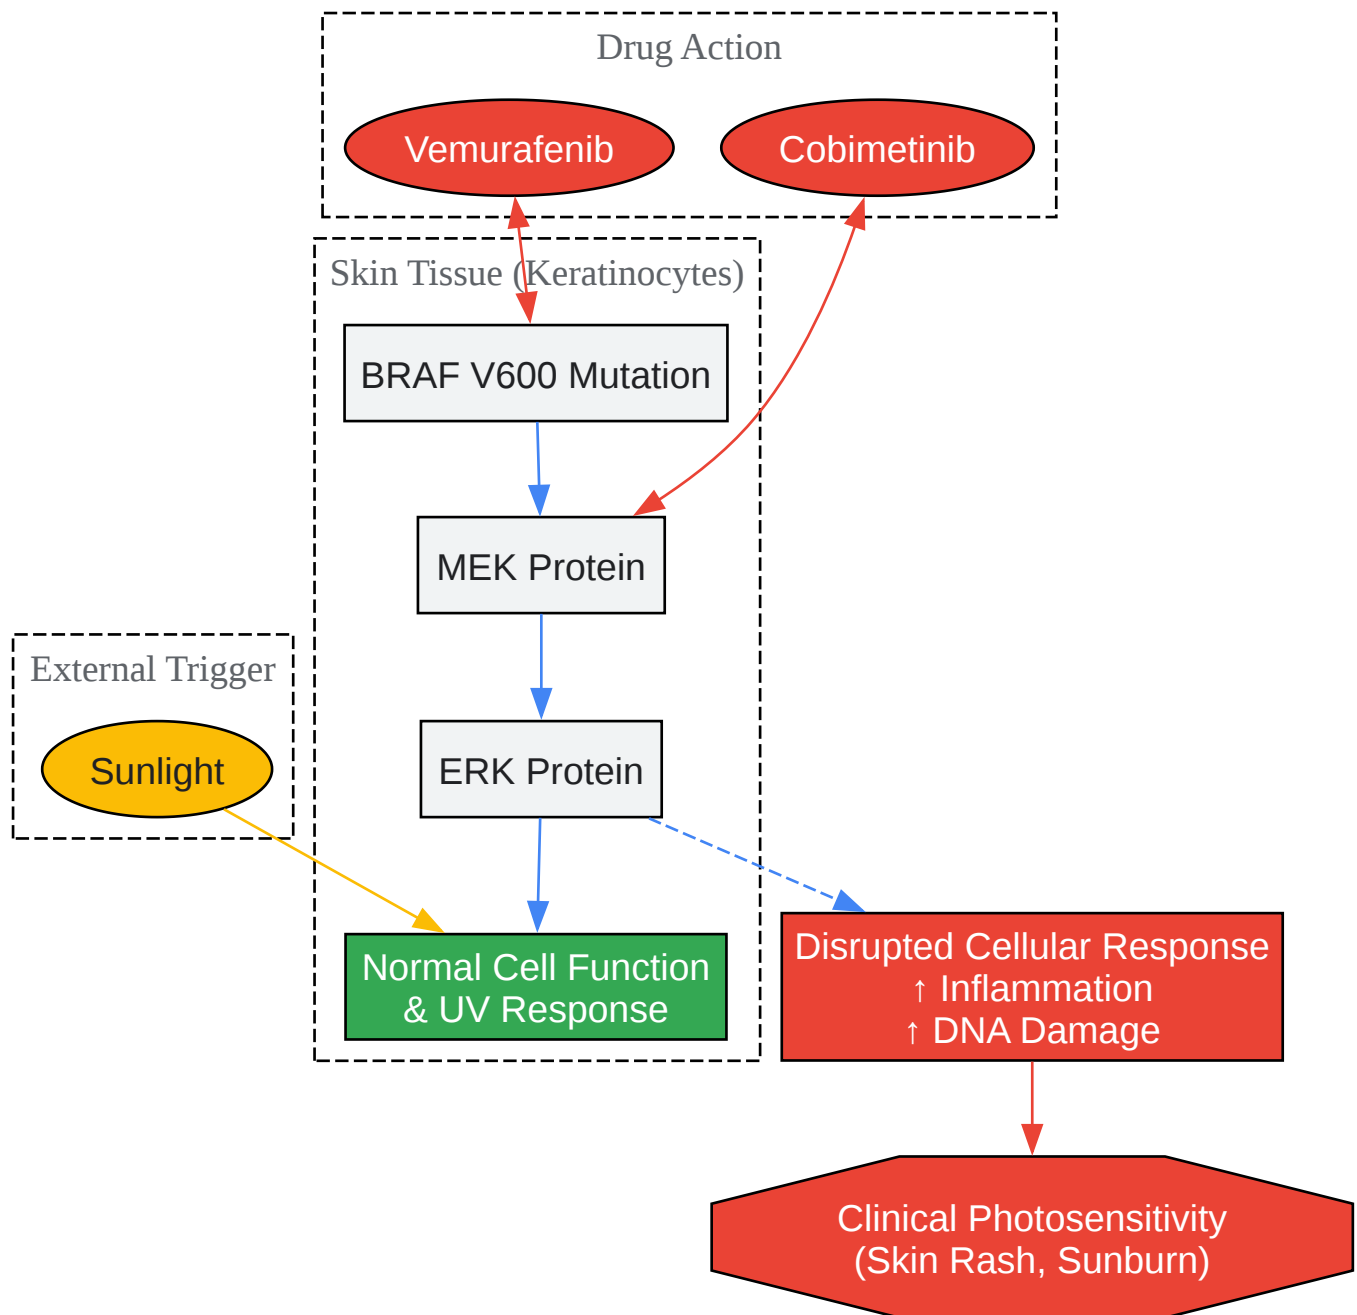 Drug Action
Vemurafenib
Cobimetinib
Skin Tissue (Keratinocytes)
BRAF V600 Mutation
MEK Protein
External Trigger
Sunlight
ERK Protein
Normal Cell Function
& UV Response
Disrupted Cellular Response
↑ Inflammation
↑ DNA Damage
Clinical Photosensitivity
(Skin Rash, Sunburn)